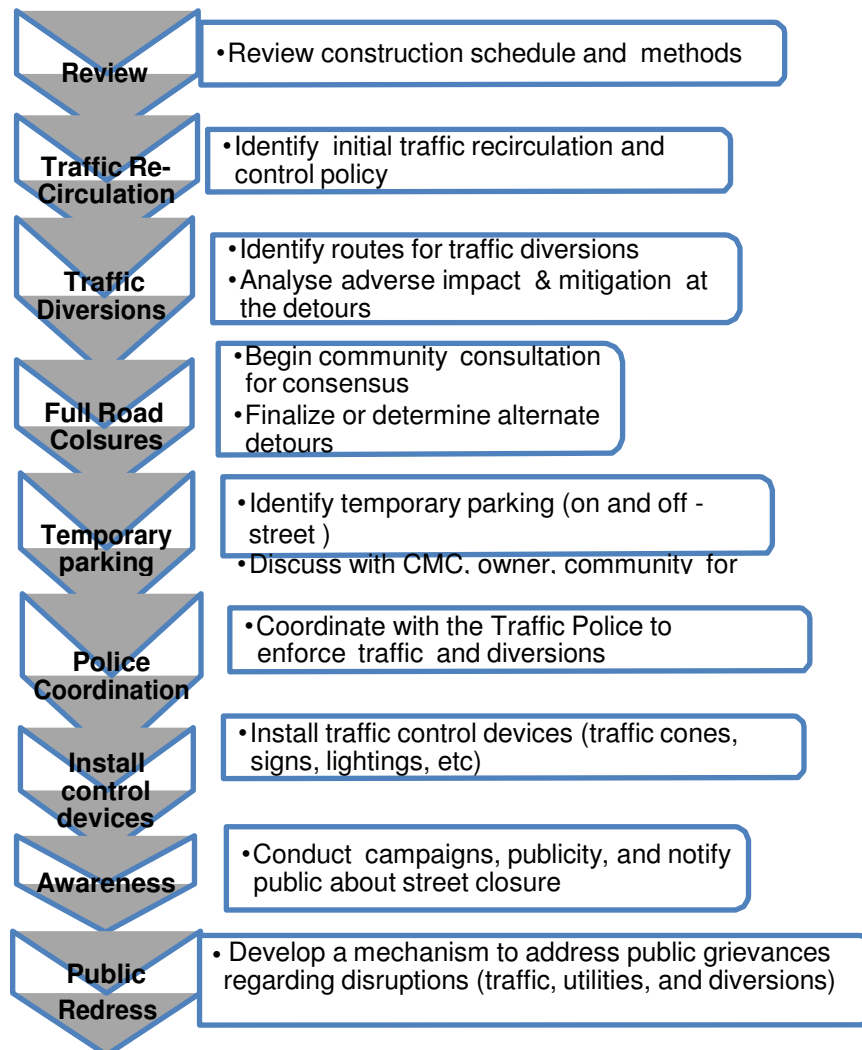 Review
•Review construction schedule and methods
Traffic Re-
Circulation
•Identify initial traffic recirculation and
control policy
Traffic
Diversions
•Identify routes for traffic diversions
•Analyse adverse impact & mitigation at
the detours
Full Road
Colsures
•Begin community consultation
for consensus
•Finalize or determine alternate
detours
Temporary
parking
•Identify temporary parking (on and off -
street )
•Discuss with CMC, owner, community for
Police
Coordination
•Coordinate with the Traffic Police to
enforce traffic and diversions
Install
control
devices
•Install traffic control devices (traffic cones,
signs, lightings, etc)
Awareness
•Conduct campaigns, publicity, and notify
public about street closure
Public
Redress
• Develop a mechanism to address public grievances
regarding disruptions (traffic, utilities, and diversions)